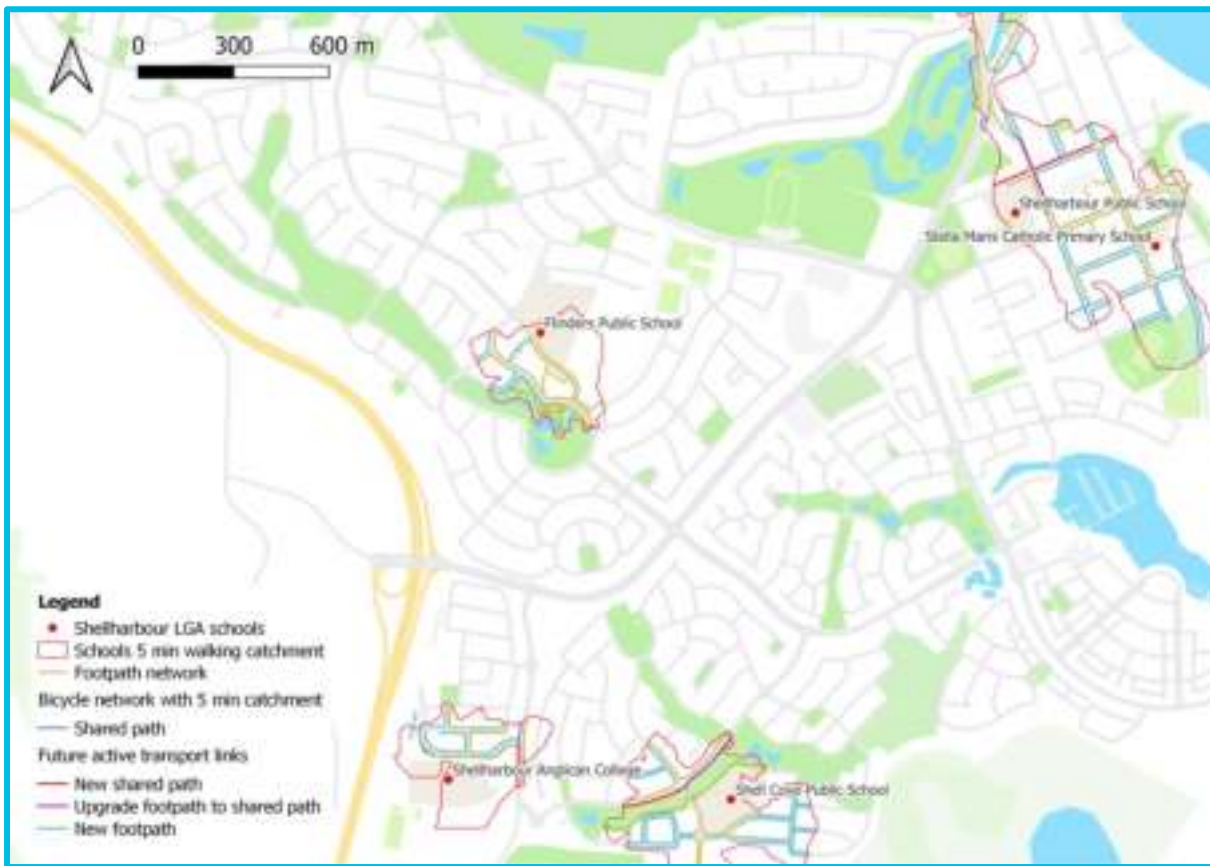 0 300 600 m
Shellharbour Public School
Stella Maris Catholic Primary School
Flinders Public School
Legend
Shellharbour LGA schools
Schools 5 min walking catchment
Footpath network
Bicycle network with 5 min catchment
Shared path
Future active transport links
New shared path
Upgrade footpath to shared path
New footpath
Shellharbour Anglican College
Shell Cove Public School